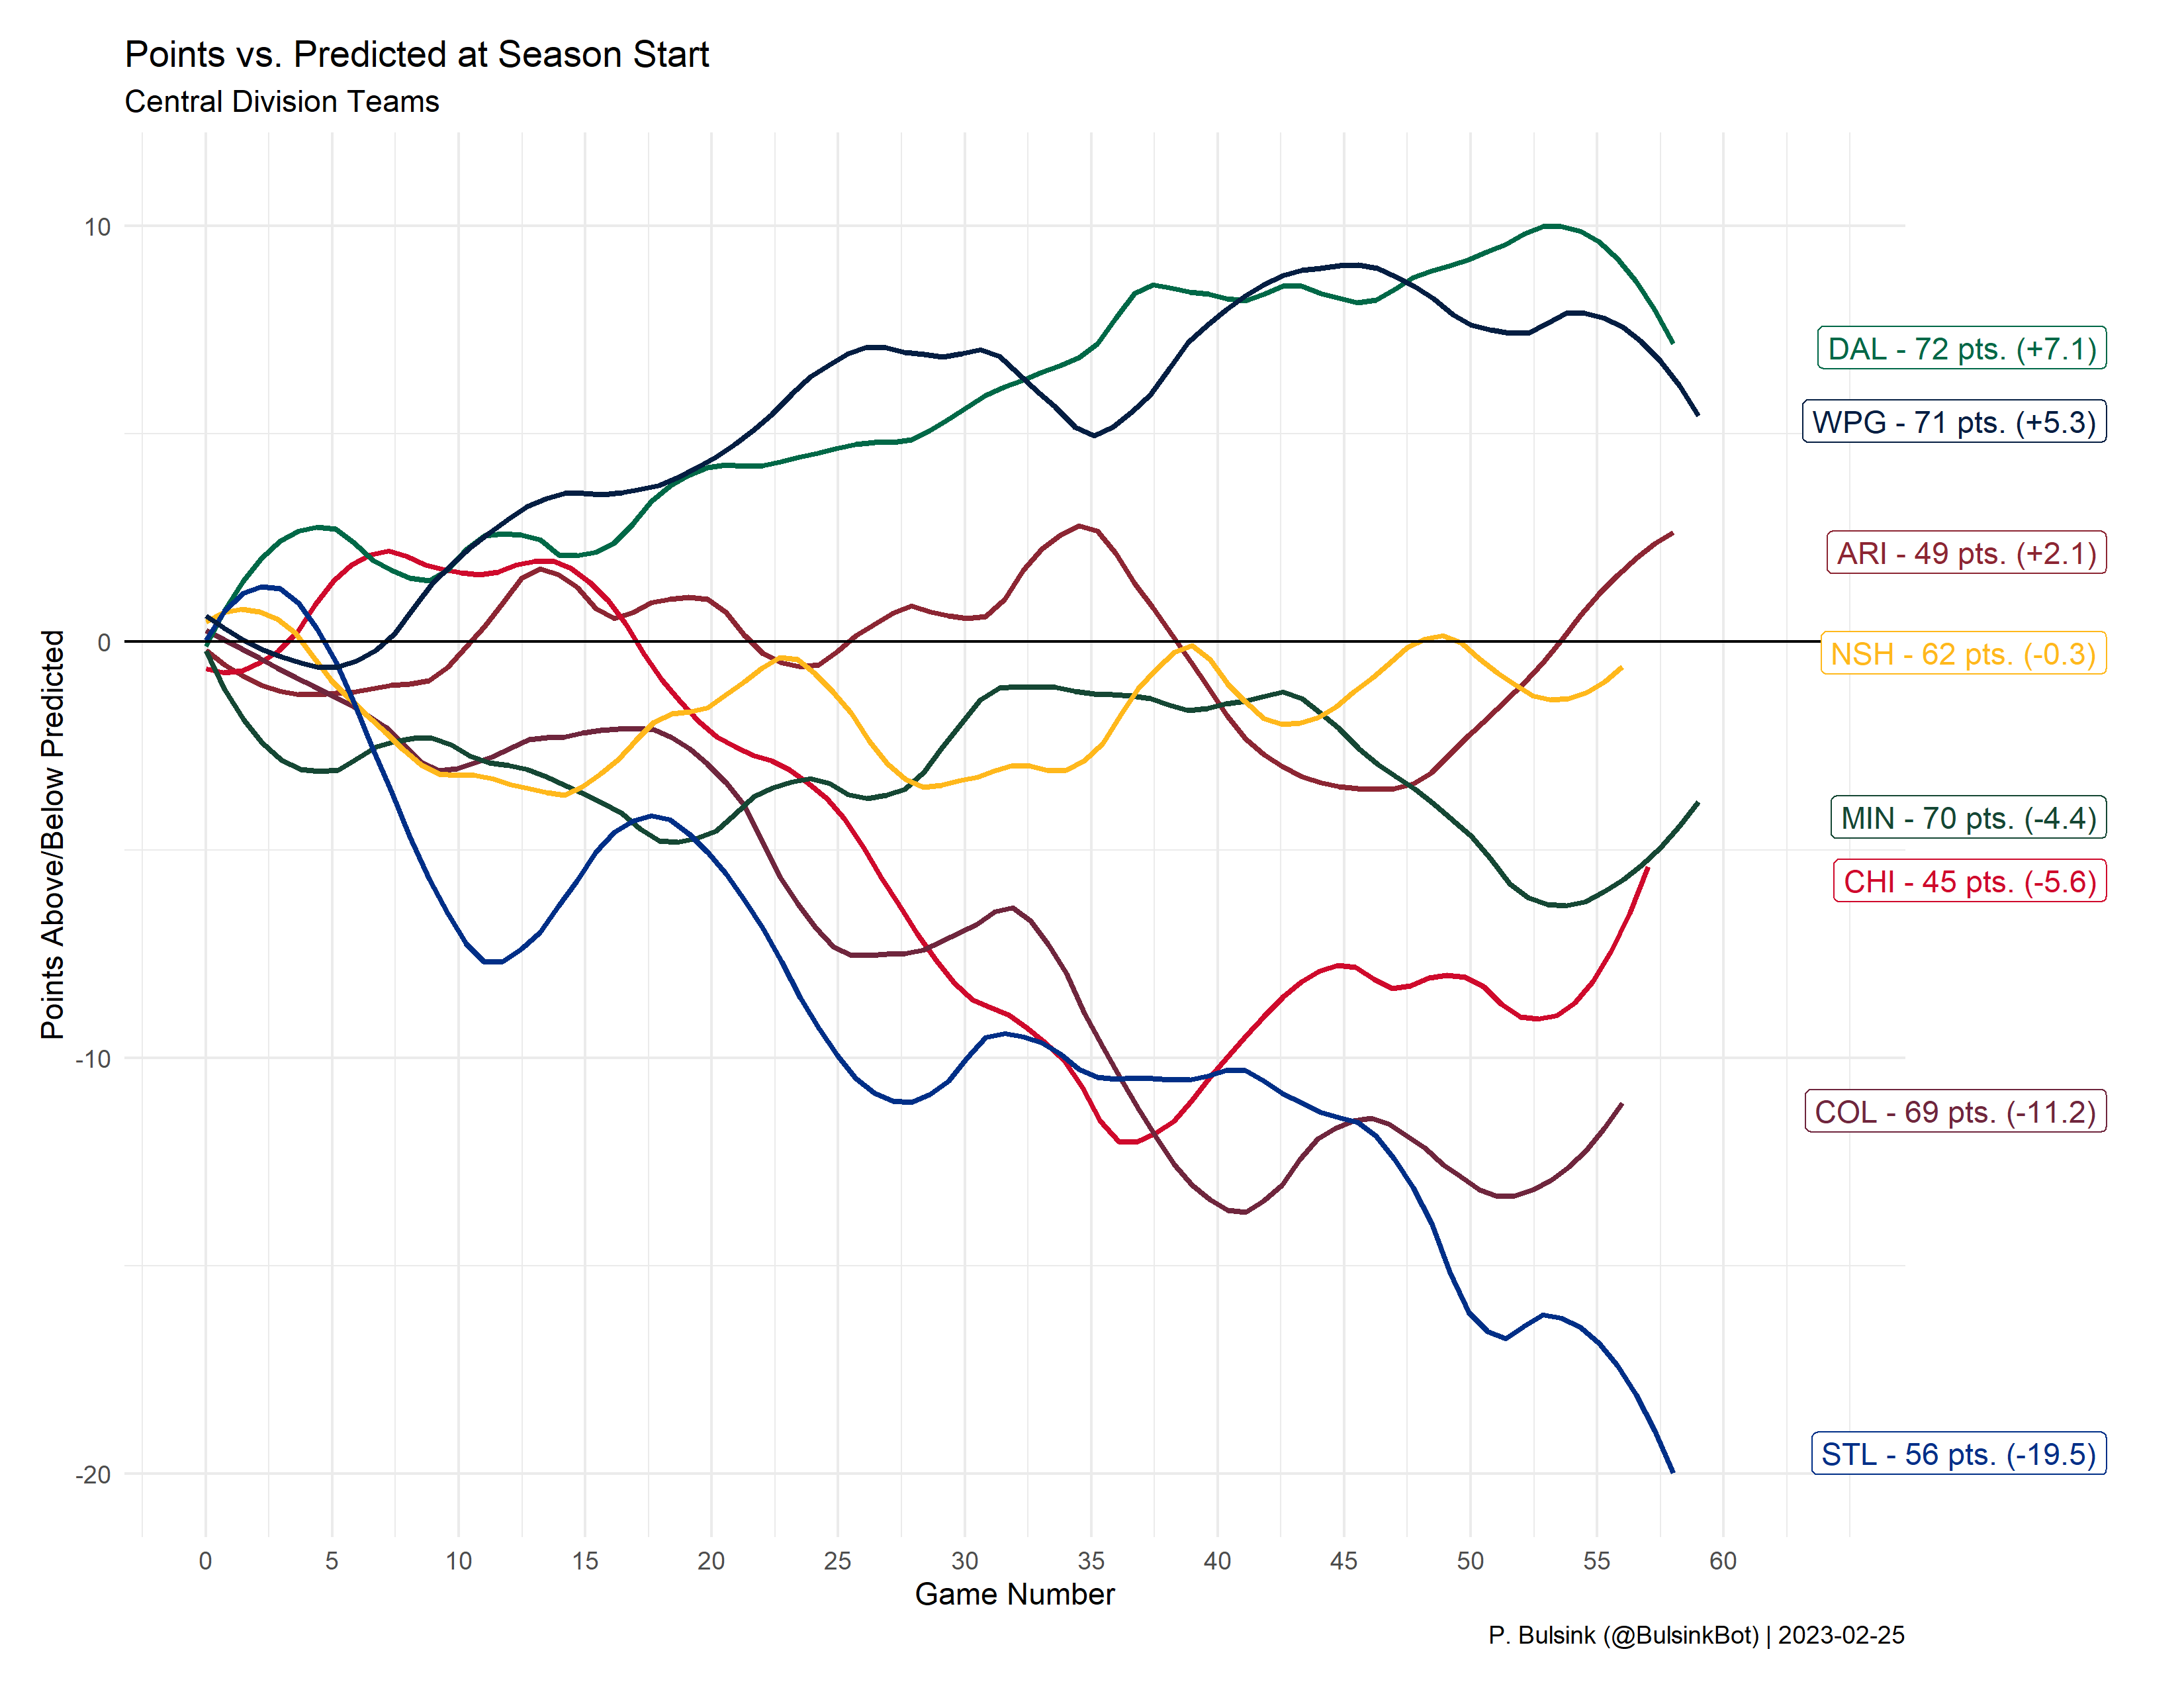 Points vs. Predicted at Season Start
Central Division Teams
Points Above/Below Predicted
10
0
-10
-20
DAL - 72 pts. (+7.1)
WPG - 71 pts. (+5.3)
ARI - 49 pts. (+2.1)
NSH - 62 pts. (-0.3)
MIN - 70 pts. (-4.4)
CHI - 45 pts. (-5.6)
COL - 69 pts. (-11.2)
STL - 56 pts. (-19.5)
0 5 10 15 20 25 30 35 40 45 50 55 60
Game Number
P. Bulsink (@BulsinkBot) | 2023-02-25